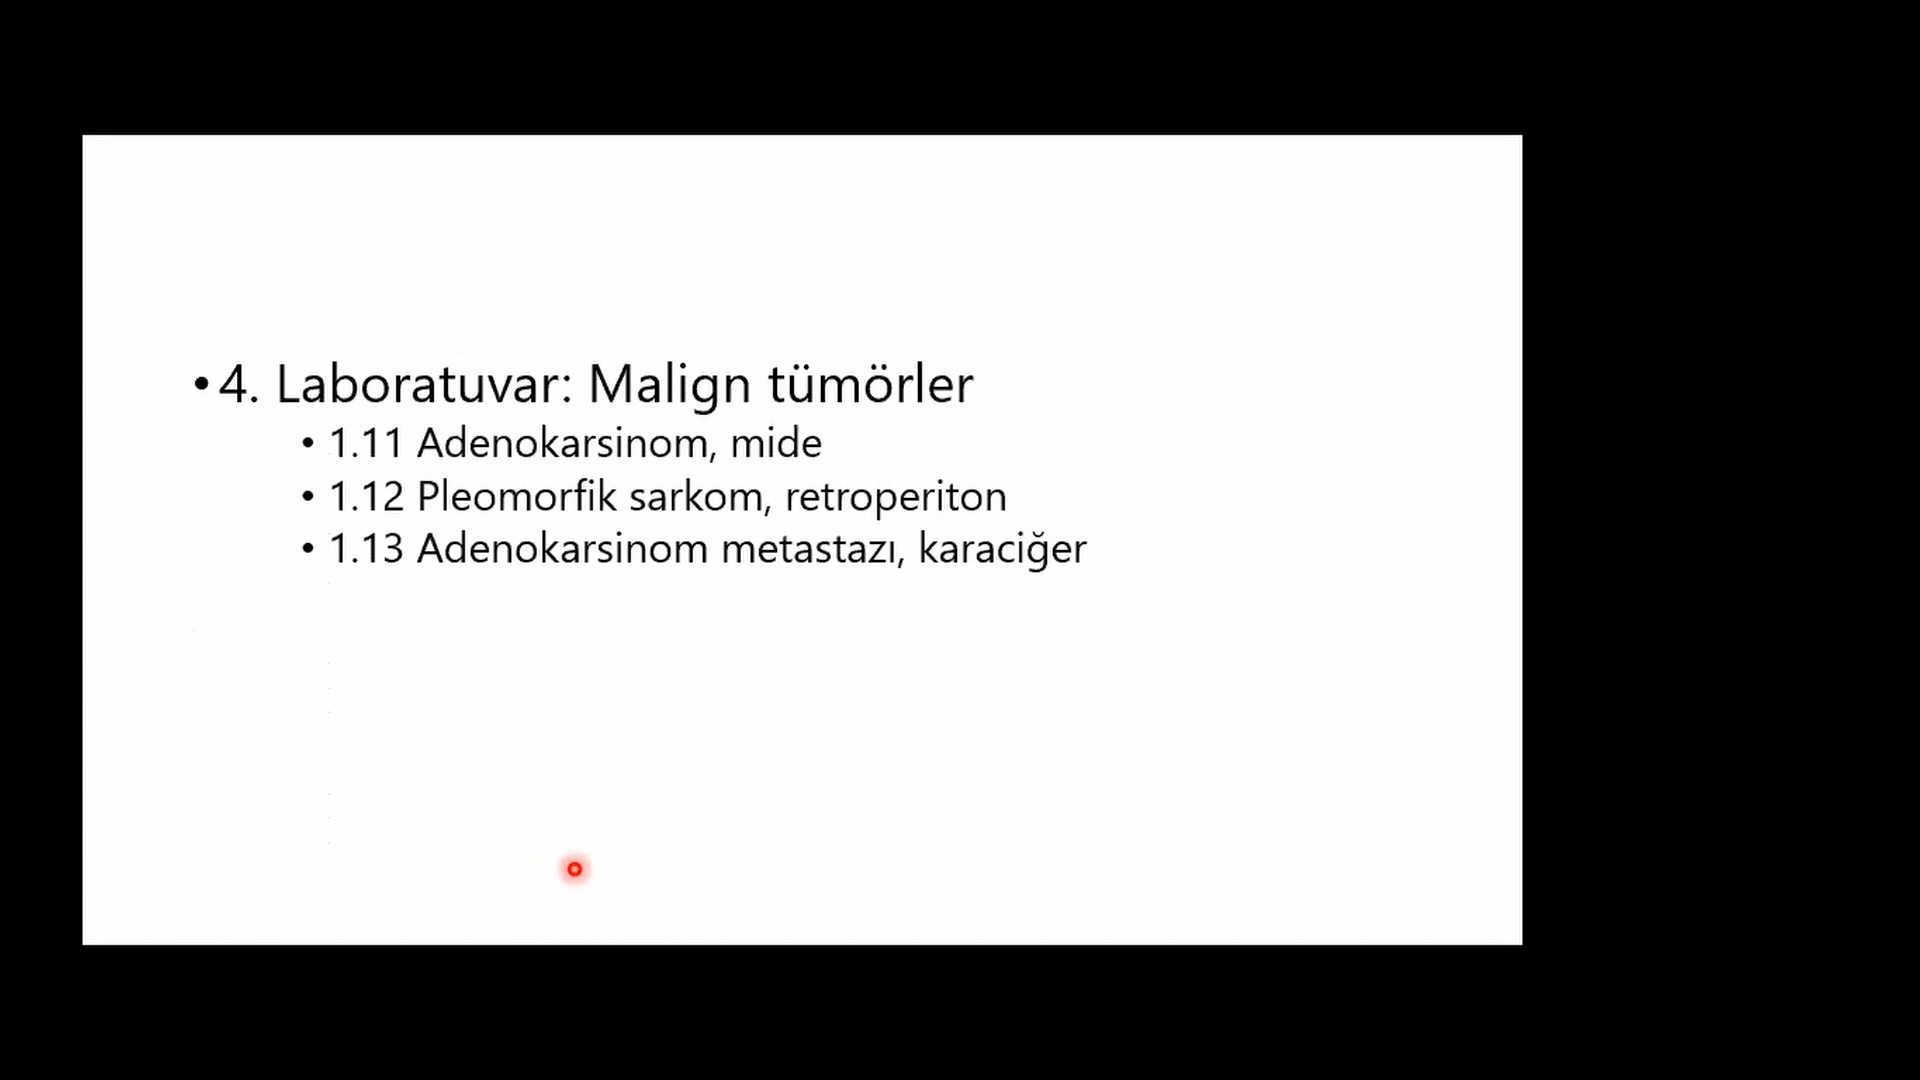 • 4. Laboratuvar: Malign tümörler
• 1.11 Adenokarsinom, mide
• 1.12 Pleomorfik sarkom, retroperiton
• 1.13 Adenokarsinom metastazı, karaciğer